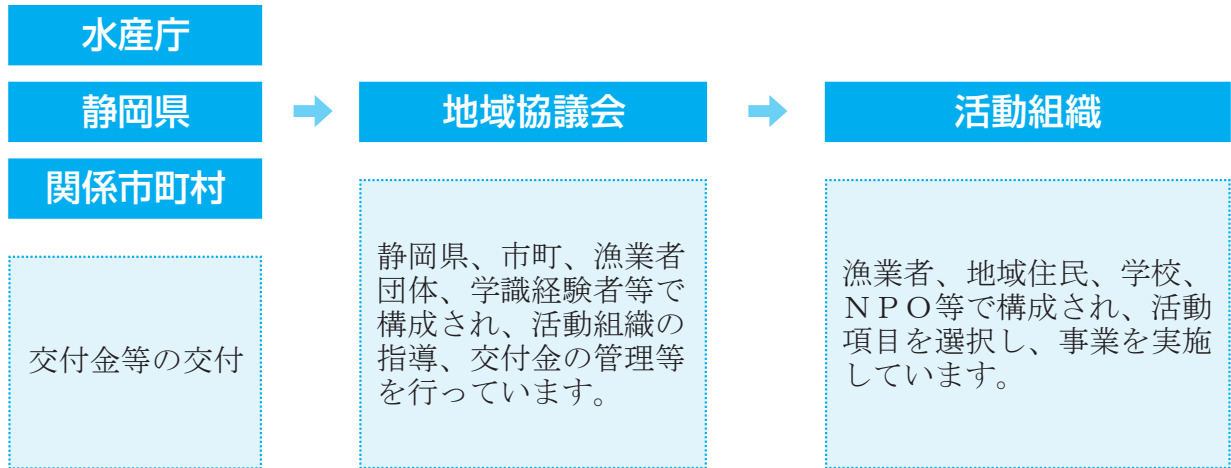 水産庁
静岡県
関係市町村
交付金等の交付
地域協議会
静岡県、市町、漁業者
団体、学識経験者等で
構成され、活動組織の
指導、交付金の管理等
を行っています。
活動組織
漁業者、地域住民、学校、
ＮＰＯ等で構成され、活動
項目を選択し、事業を実施
しています。